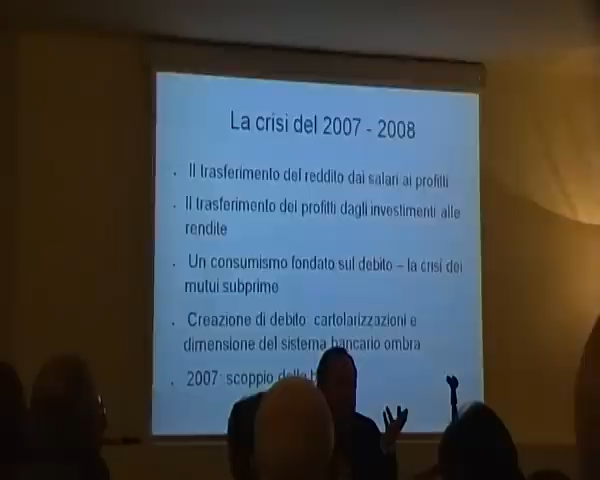 La crisi del 2007 - 2008
. Il trasferimento del reddito dai salari ai profitti
. Il trasferimento dei profitti dagli investimenti alle
rendite
. Un consumismo fondato sul debito – la crisi dei
mutui subprime
. Creazione di debito: cartolarizzazioni e
dimensione del sistema bancario ombra
. 2007: scoppio della